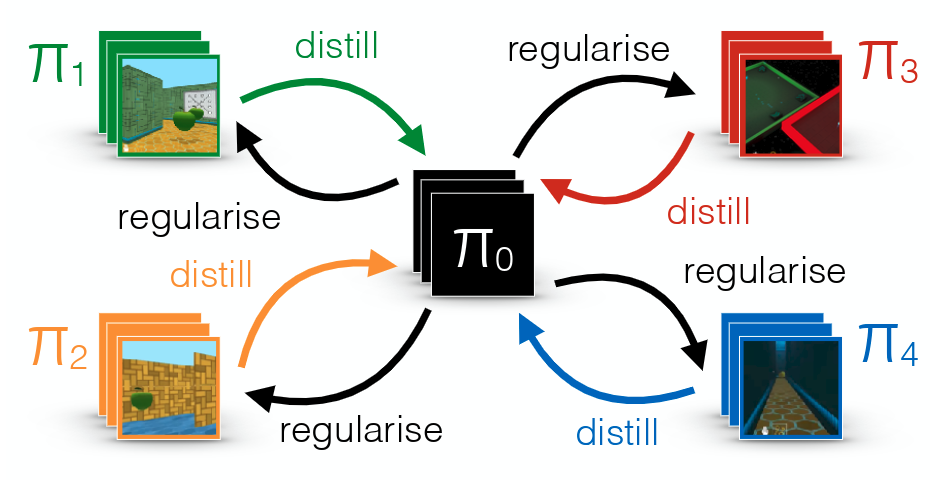 π1
distill
regularise
π3
regularise
distill
distill
π0
regularise
π2
π4
regularise
distill